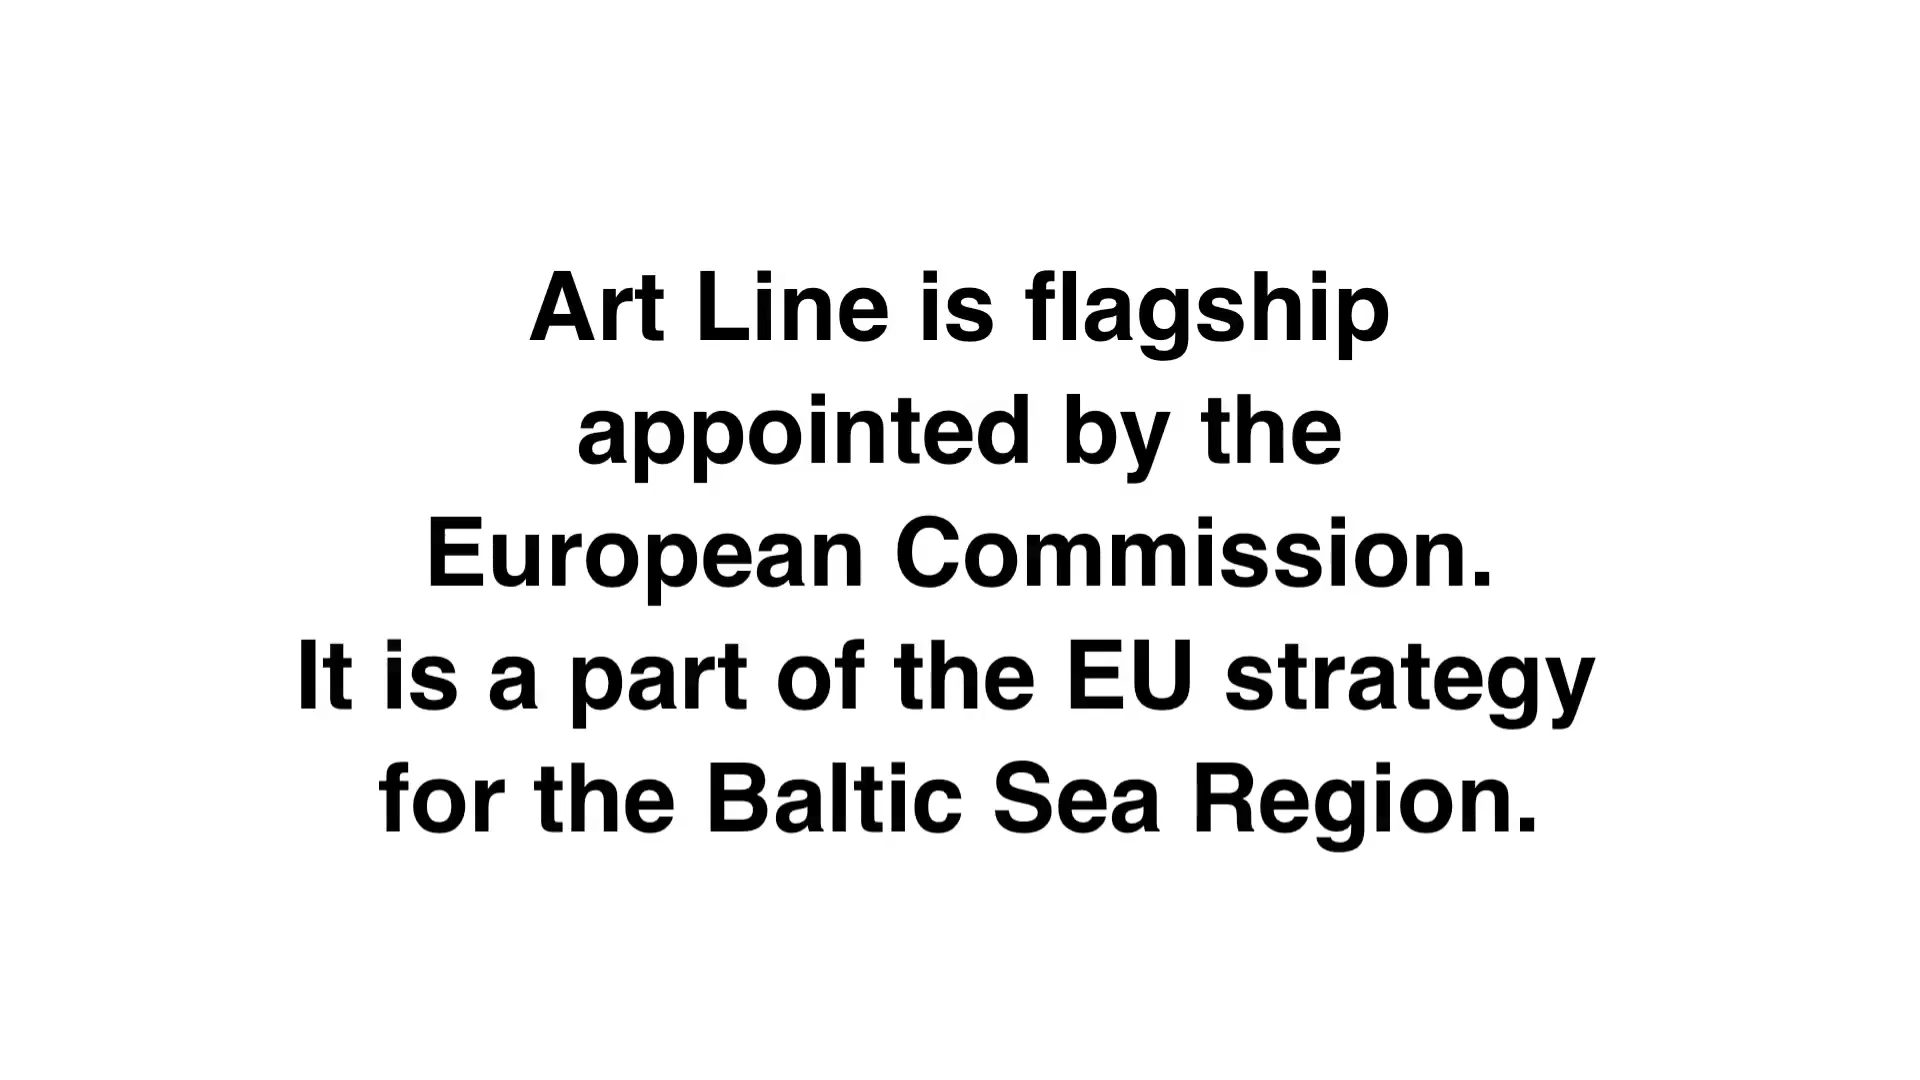 Art Line is flagship
appointed by the
European Commission.
It is a part of the EU strategy
for the Baltic Sea Region.